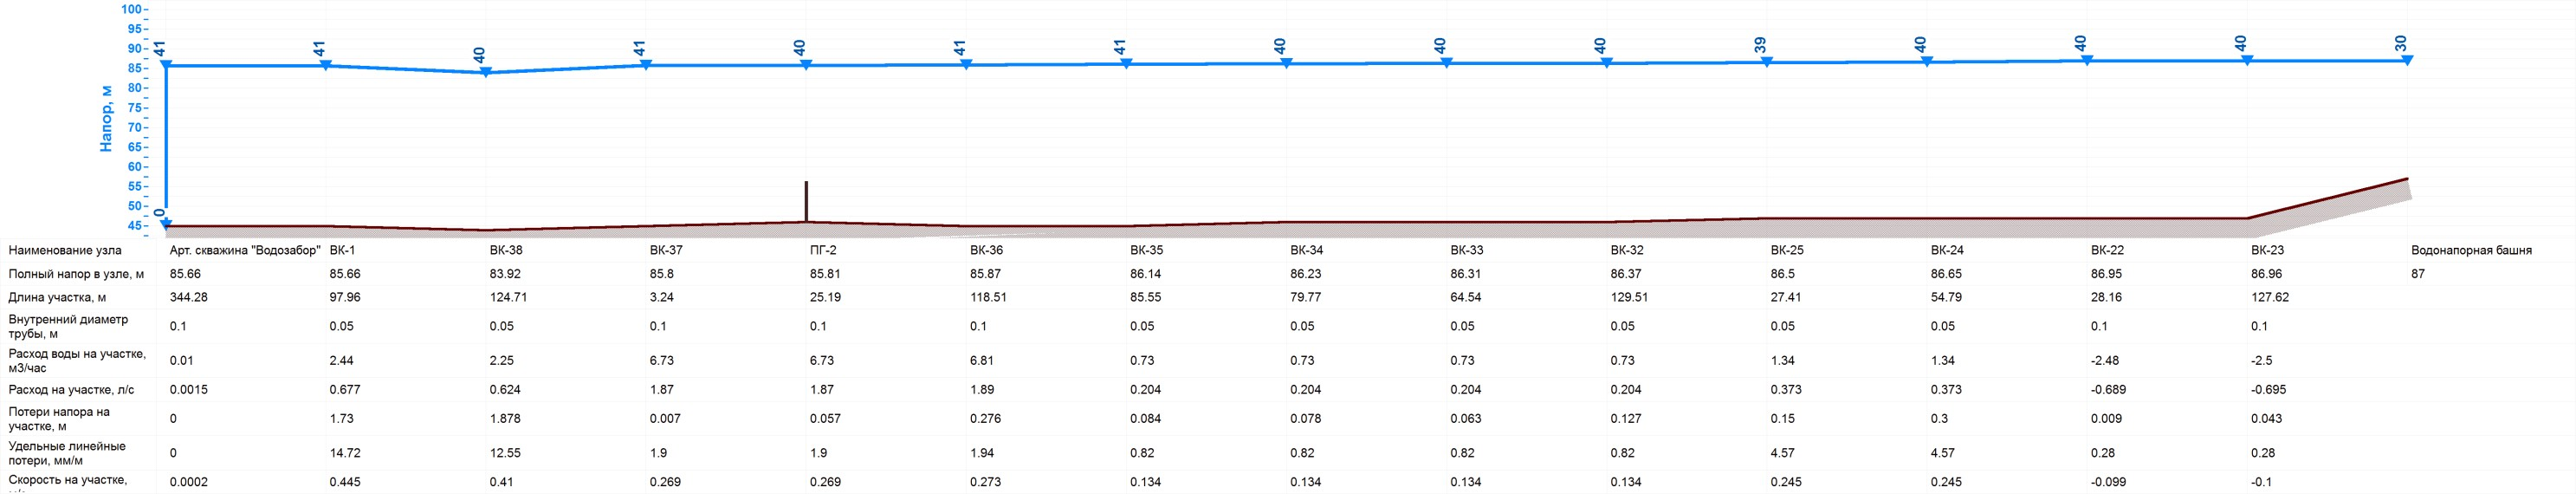 100
95
90
85
80
75
70
65
60
55
50
45
Напор, м
41 41 40 41 40 41 41 40 40 40 39 40 40 40 30
0
Наименование узла Арт. скважина "Водозабор" ВК-1 ВК-38 ВК-37 ПГ-2 ВК-36 ВК-35 ВК-34 ВК-33 ВК-32 ВК-25 ВК-24 ВК-22 ВК-23 Водонапорная башня
Полный напор в узле, м 85.66 85.66 83.92 85.8 85.81 85.87 86.14 86.23 86.31 86.37 86.5 86.65 86.95 86.96 87
Длина участка, м 344.28 97.96 124.71 3.24 25.19 118.51 85.55 79.77 64.54 129.51 27.41 54.79 28.16 127.62
Внутренний диаметр
трубы, м 0.1 0.05 0.05 0.1 0.1 0.1 0.05 0.05 0.05 0.05 0.05 0.05 0.1 0.1
Расход воды на участке,
м3/час 0.01 2.44 2.25 6.73 6.73 6.81 0.73 0.73 0.73 0.73 1.34 1.34 -2.48 -2.5
Расход на участке, л/с 0.0015 0.677 0.624 1.87 1.87 1.89 0.204 0.204 0.204 0.204 0.373 0.373 -0.689 -0.695
Потери напора на
участке, м 0 1.73 1.878 0.007 0.057 0.276 0.084 0.078 0.063 0.127 0.15 0.3 0.009 0.043
Удельные линейные
потери, мм/м 0 14.72 12.55 1.9 1.9 1.94 0.82 0.82 0.82 0.82 4.57 4.57 0.28 0.28
Скорость на участке, 0.0002 0.445 0.41 0.269 0.269 0.273 0.134 0.134 0.134 0.134 0.245 0.245 -0.099 -0.1